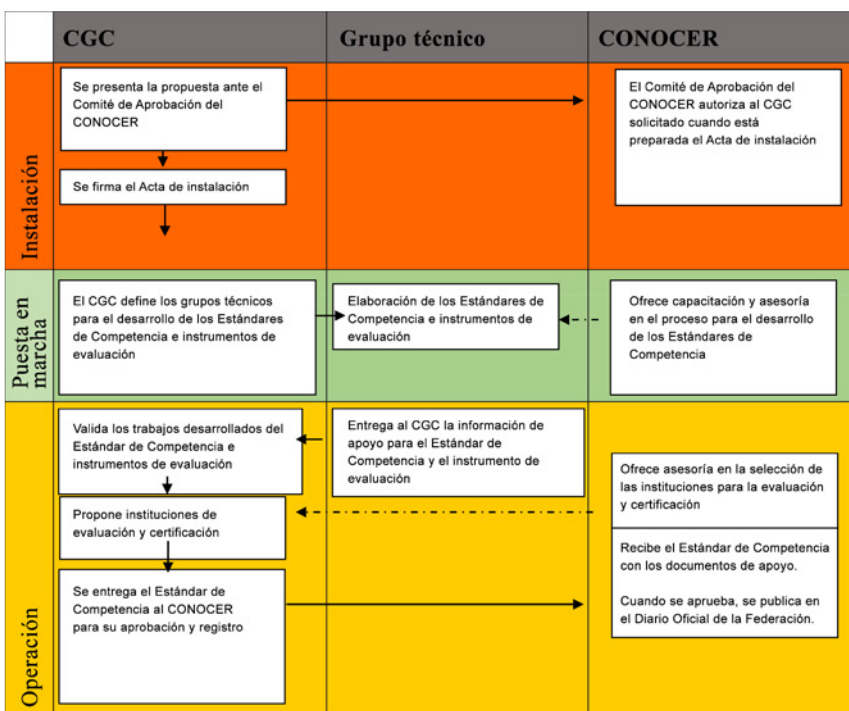 CGC
Grupo técnico
CONOCER
Instalación
Se presenta la propuesta ante el
Comité de Aprobación del
CONOCER
El Comité de Aprobación del
CONOCER autoriza al CGC
solicitado cuando está
preparada el Acta de instalación
Se firma el Acta de instalación
Puesta en
marcha
El CGC define los grupos técnicos
para el desarrollo de los Estándares
de Competencia e instrumentos de
evaluación
Elaboración de los Estándares de
Competencia e instrumentos de
evaluación
Ofrece capacitación y asesoría
en el proceso para el desarrollo
de los Estándares de
Competencia
Operación
Valida los trabajos desarrollados del
Estándar de Competencia e
instrumentos de evaluación
Entrega al CGC la información de
apoyo para el Estándar de
Competencia y el instrumento de
evaluación
Ofrece asesoría en la selección de
las instituciones para la evaluación
y certificación
Propone instituciones de
evaluación y certificación
Recibe el Estándar de Competencia
con los documentos de apoyo.
Cuando se aprueba, se publica en
el Diario Oficial de la Federación.
Se entrega el Estándar de
Competencia al CONOCER
para su aprobación y registro